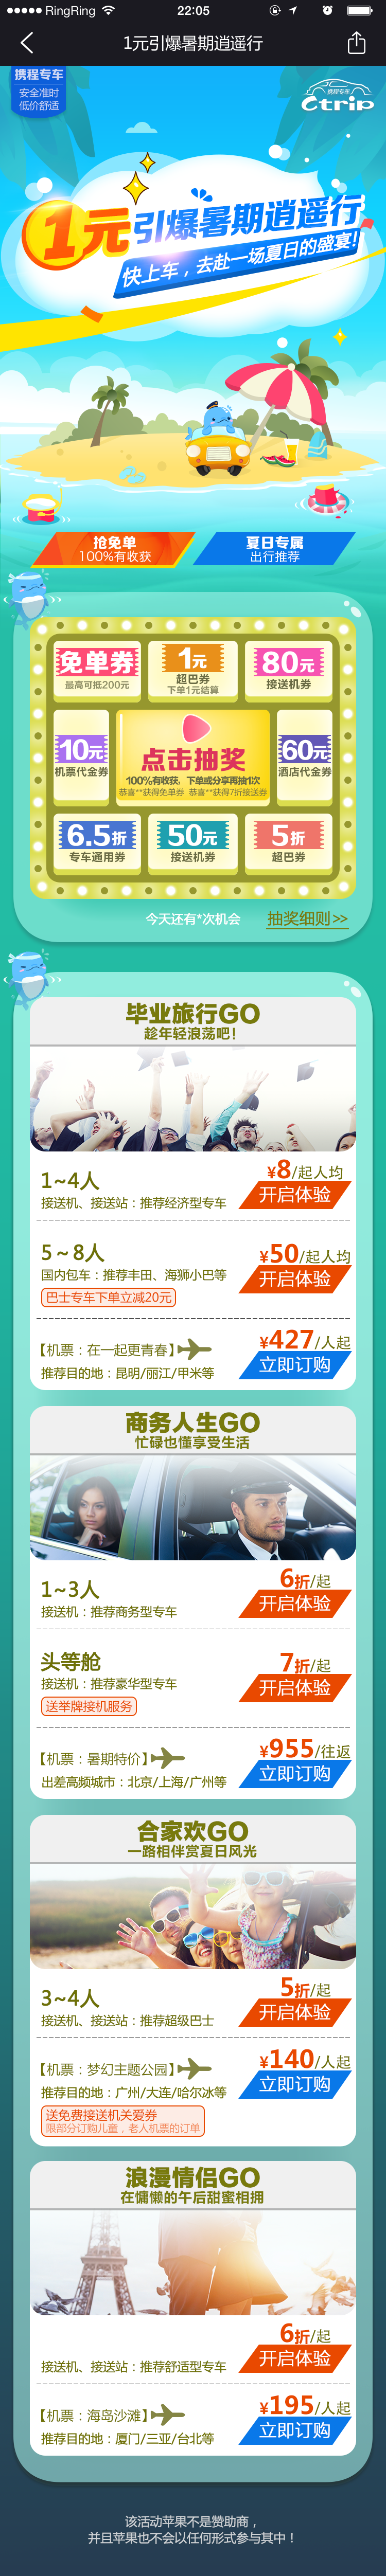 RingRing
22:05
1元引爆暑期逍遥行
携程专车
安全准时
低价舒适
携程专车
Ctrip
1元引爆暑期逍遥行
快上车，去赴一场夏日的盛宴!
抢免单
100%有收获
夏日专属
出行推荐
免单券
最高可抵200元
1元
超巴券
下单1元结算
80元
接送机券
10元
机票代金券
点击抽奖
100%有收获，下单或分享再抽1次
恭喜**获得免单券 恭喜**获得7折接送券
60元
酒店代金券
6.5折
专车通用券
50元
接送机券
5折
超巴券
今天还有*次机会
抽奖细则>>
毕业旅行GO
趁年轻浪荡吧!
1~4人
接送机、接送站：推荐经济型专车
¥8/起人均
开启体验
5~8人
国内包车：推荐丰田、海狮小巴等
巴士专车下单立减20元
¥50/起人均
开启体验
【机票：在一起更青春】
推荐目的地：昆明/丽江/甲米等
¥427/人起
立即订购
商务人生GO
忙碌也懂享受生活
1~3人
接送机：推荐商务型专车
6折/起
开启体验
头等舱
接送机：推荐豪华型专车
送举牌接机服务
7折/起
开启体验
【机票：暑期特价】
出差高频城市：北京/上海/广州等
¥955/往返
立即订购
合家欢GO
一路相伴赏夏日风光
3~4人
接送机、接送站：推荐超级巴士
5折/起
开启体验
【机票：梦幻主题公园】
推荐目的地：广州/大连/哈尔冰等
送免费接送机关爱券
限部分订购儿童，老人机票的订单
¥140/人起
立即订购
浪漫情侣GO
在慵懒的午后甜蜜相拥
接送机、接送站：推荐舒适型专车
6折/起
开启体验
【机票：海岛沙滩】
推荐目的地：厦门/三亚/台北等
¥195/人起
立即订购
该活动苹果不是赞助商，
并且苹果也不会以任何形式参与其中！